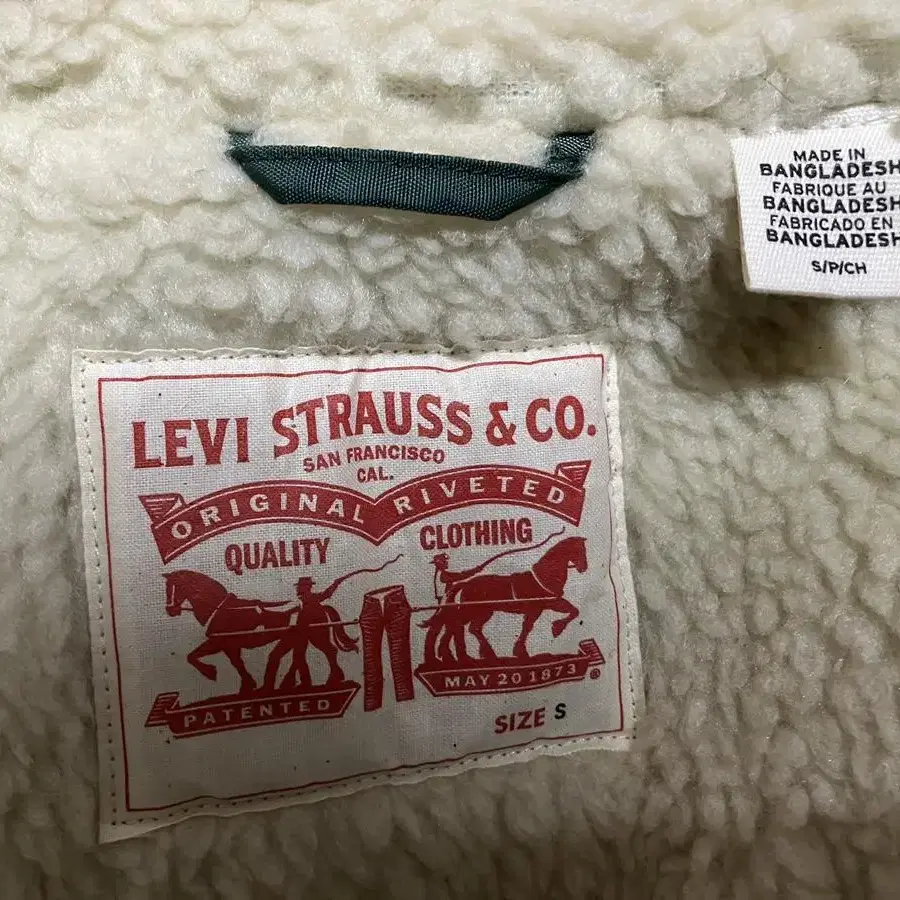 MADE IN
BANGLADESH
FABRIQUE AU
BANGLADESH
FABRICADO EN
BANGLADESH
S/P/CH
LEVI STRAUSS & CO.
SAN FRANCISCO
CAL.
ORIGINAL RIVETED
QUALITY CLOTHING
PATENTED MAY 20 1873 ®
SIZE S